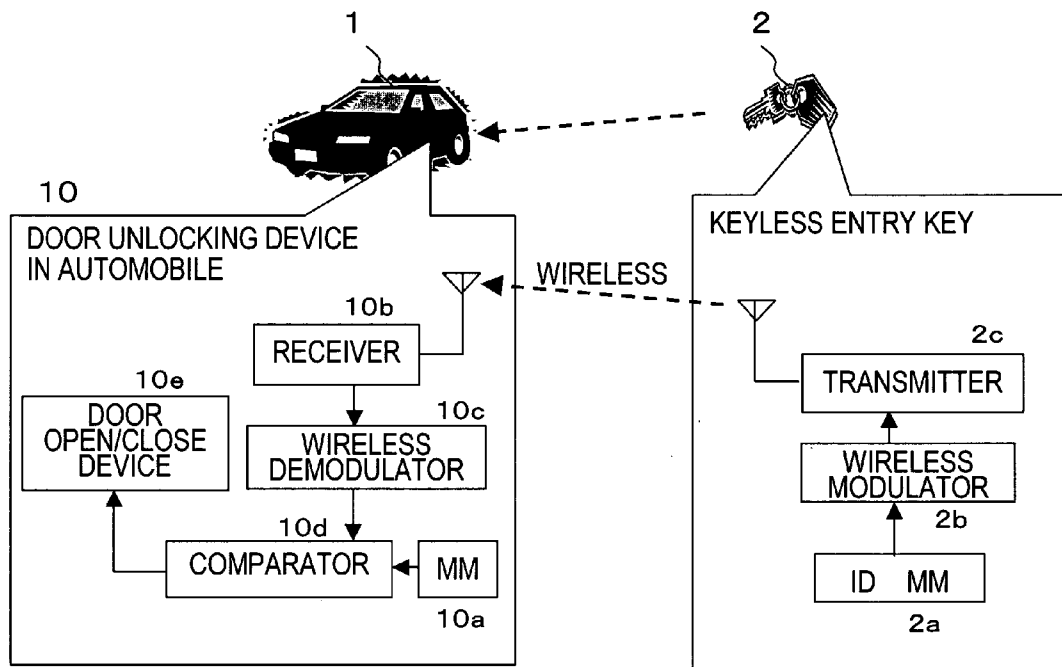 1
2
10
DOOR UNLOCKING DEVICE
IN AUTOMOBILE
10b
RECEIVER
10e
DOOR
OPEN/CLOSE
DEVICE
10c
WIRELESS
DEMODULATOR
10d
COMPARATOR
MM
10a
WIRELESS
KEYLESS ENTRY KEY
2c
TRANSMITTER
WIRELESS
MODULATOR
2b
ID MM
2a